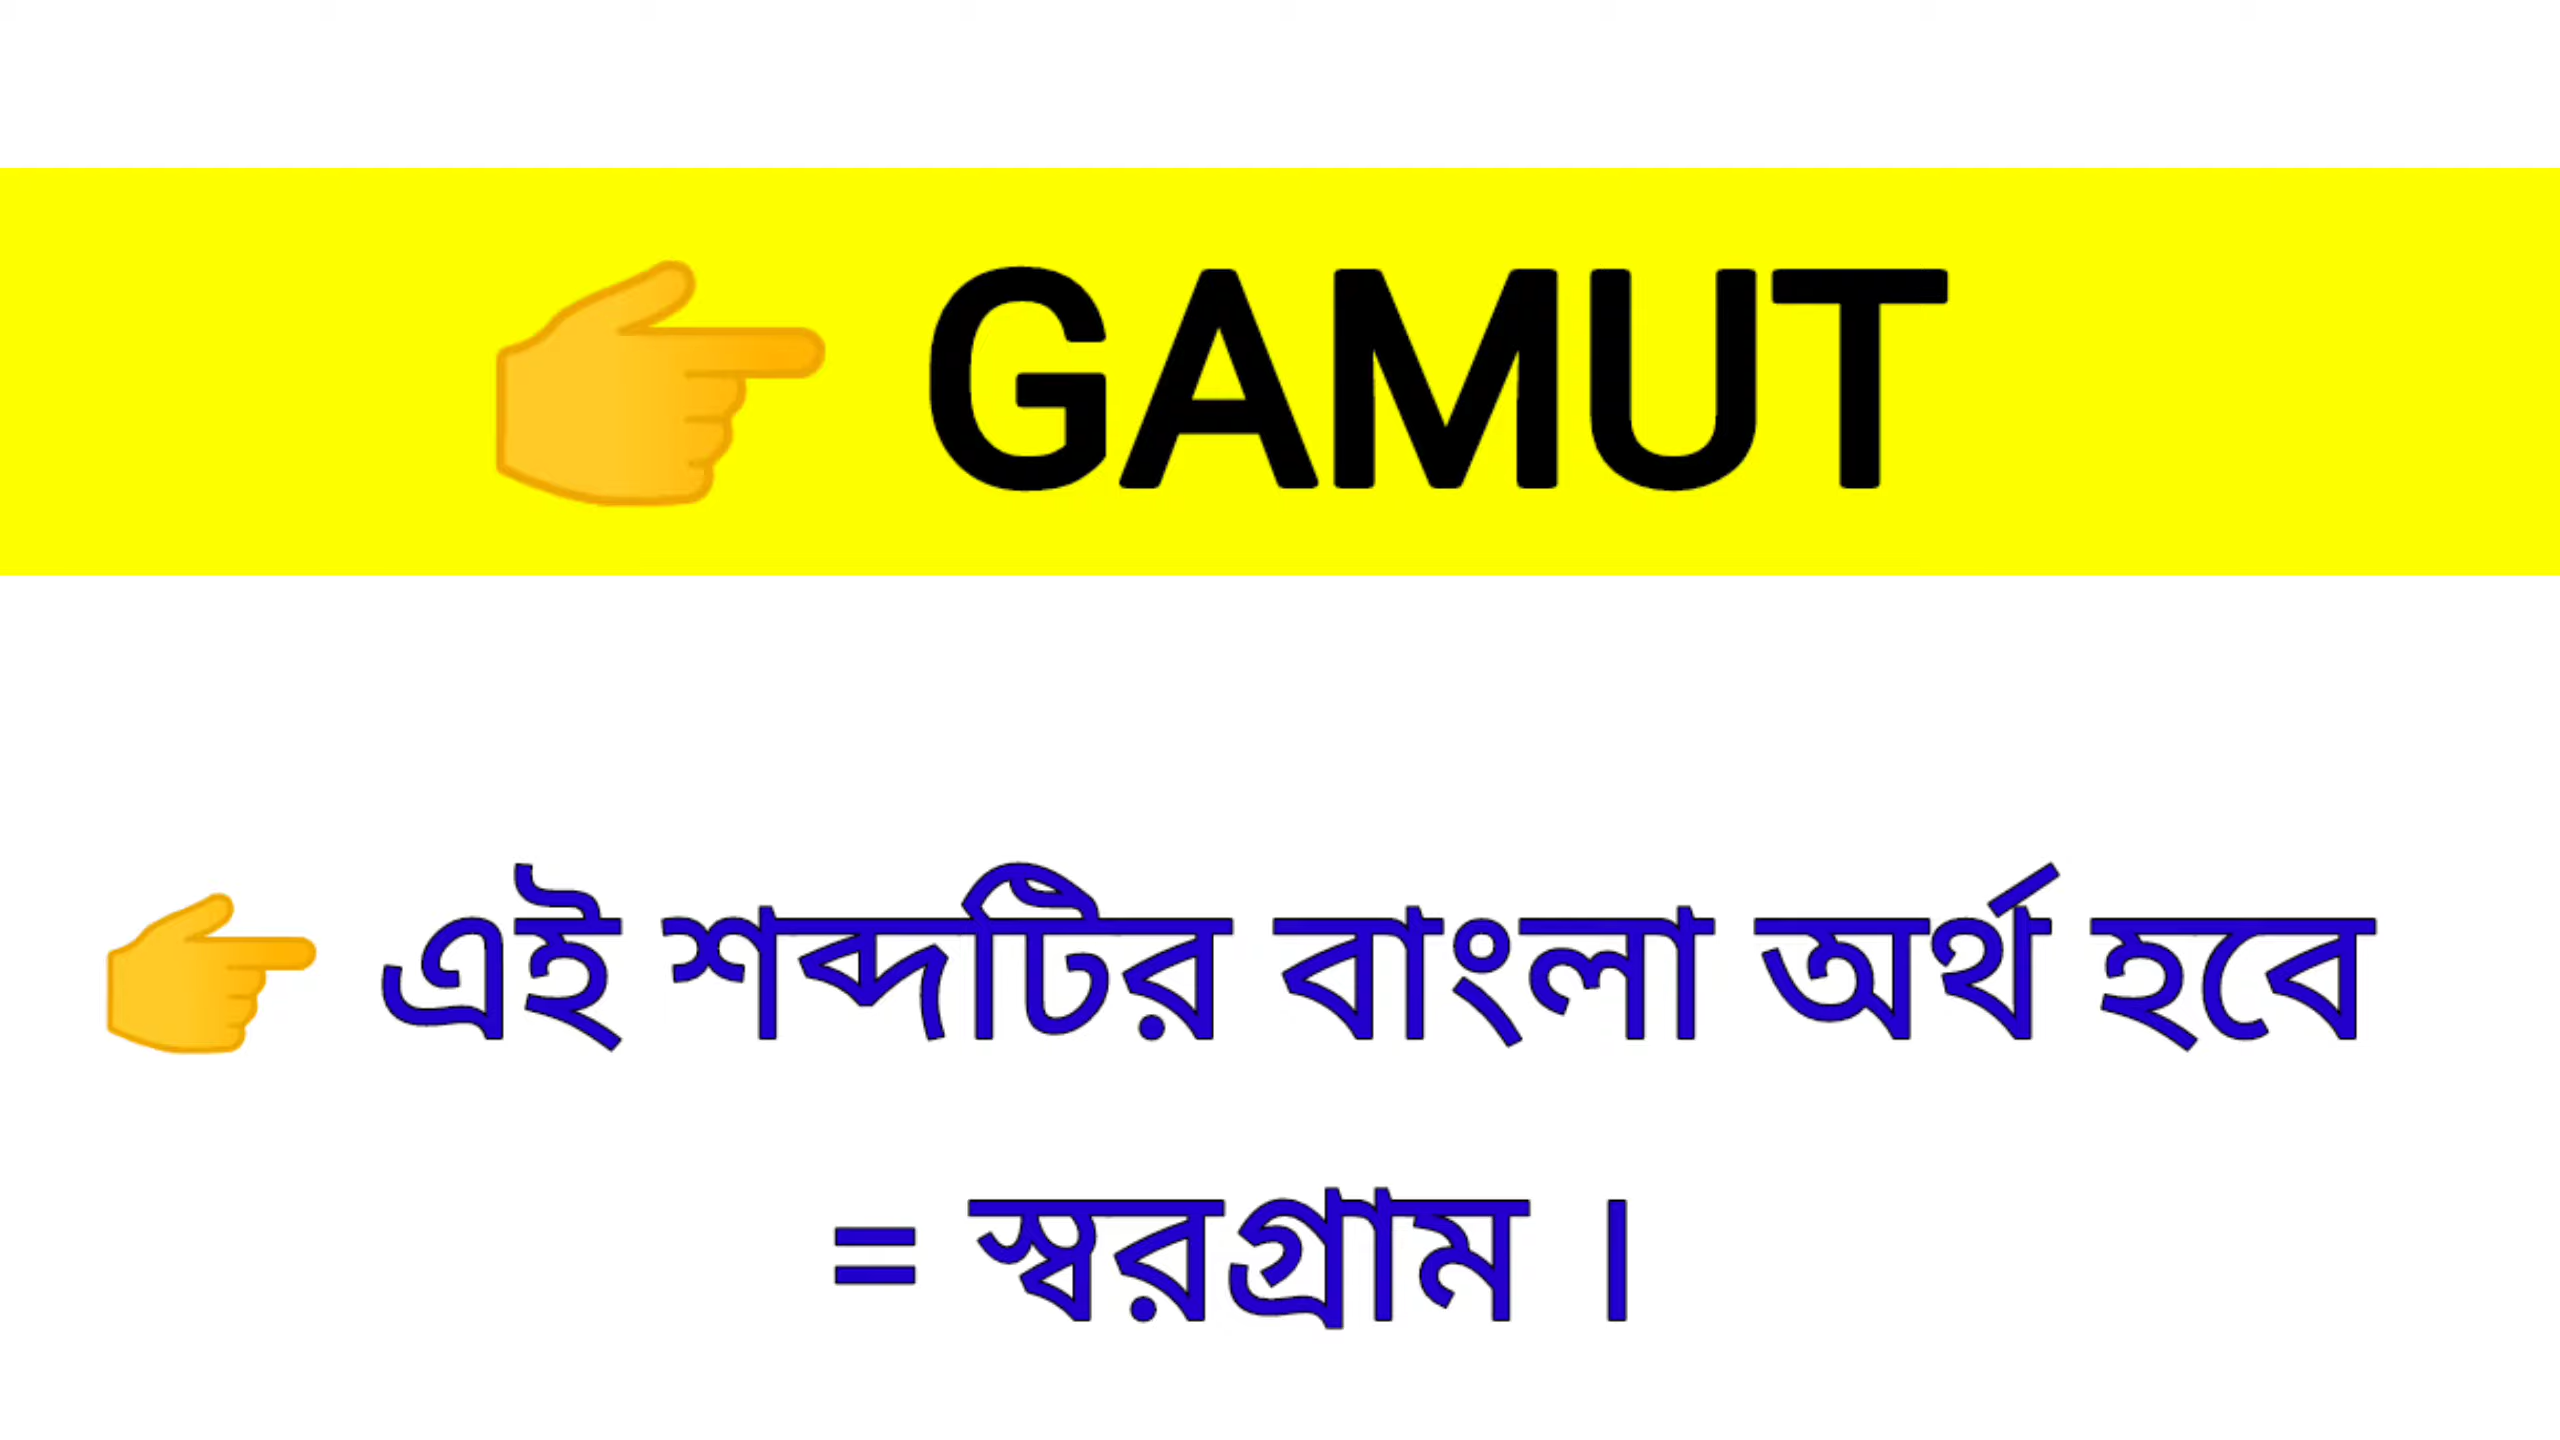 👉 GAMUT
👉 এই শব্দটির বাংলা অর্থ হবে
= স্বরগ্রাম ।